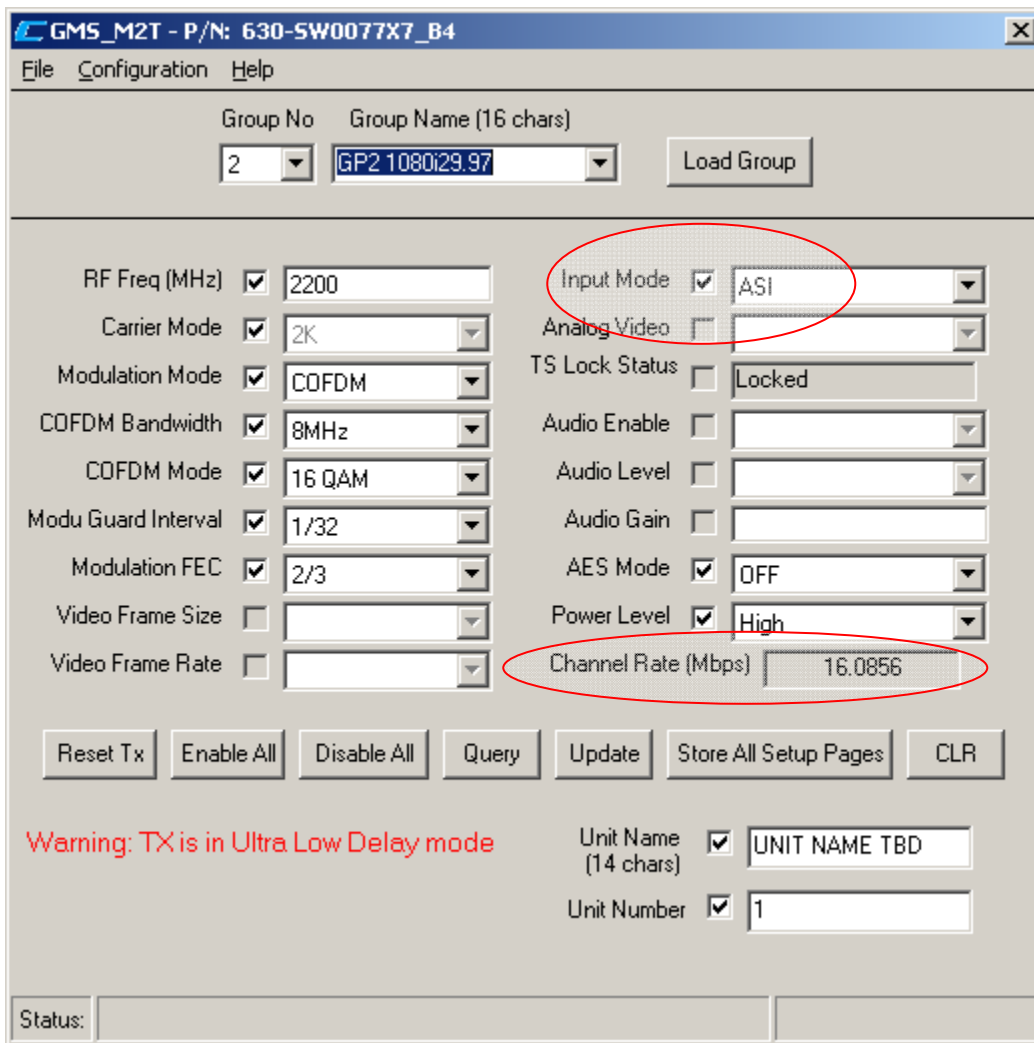 GMS_M2T - P/N: 630-SW0077X7_B4
File Configuration Help
Group No Group Name (16 chars)
2 GP2 1080i29.97 Load Group
RF Freq (MHz) 2200 Input Mode ASI
Carrier Mode 2K Analog Video
Modulation Mode COFDM TS Lock Status Locked
COFDM Bandwidth 8MHz Audio Enable
COFDM Mode 16 QAM Audio Level
Modu Guard Interval 1/32 Audio Gain
Modulation FEC 2/3 AES Mode OFF
Video Frame Size Power Level High
Video Frame Rate Channel Rate (Mbps) 16.0856
Reset Tx Enable All Disable All Query Update Store All Setup Pages CLR
Warning: TX is in Ultra Low Delay mode
Unit Name (14 chars) UNIT NAME TBD
Unit Number 1
Status: